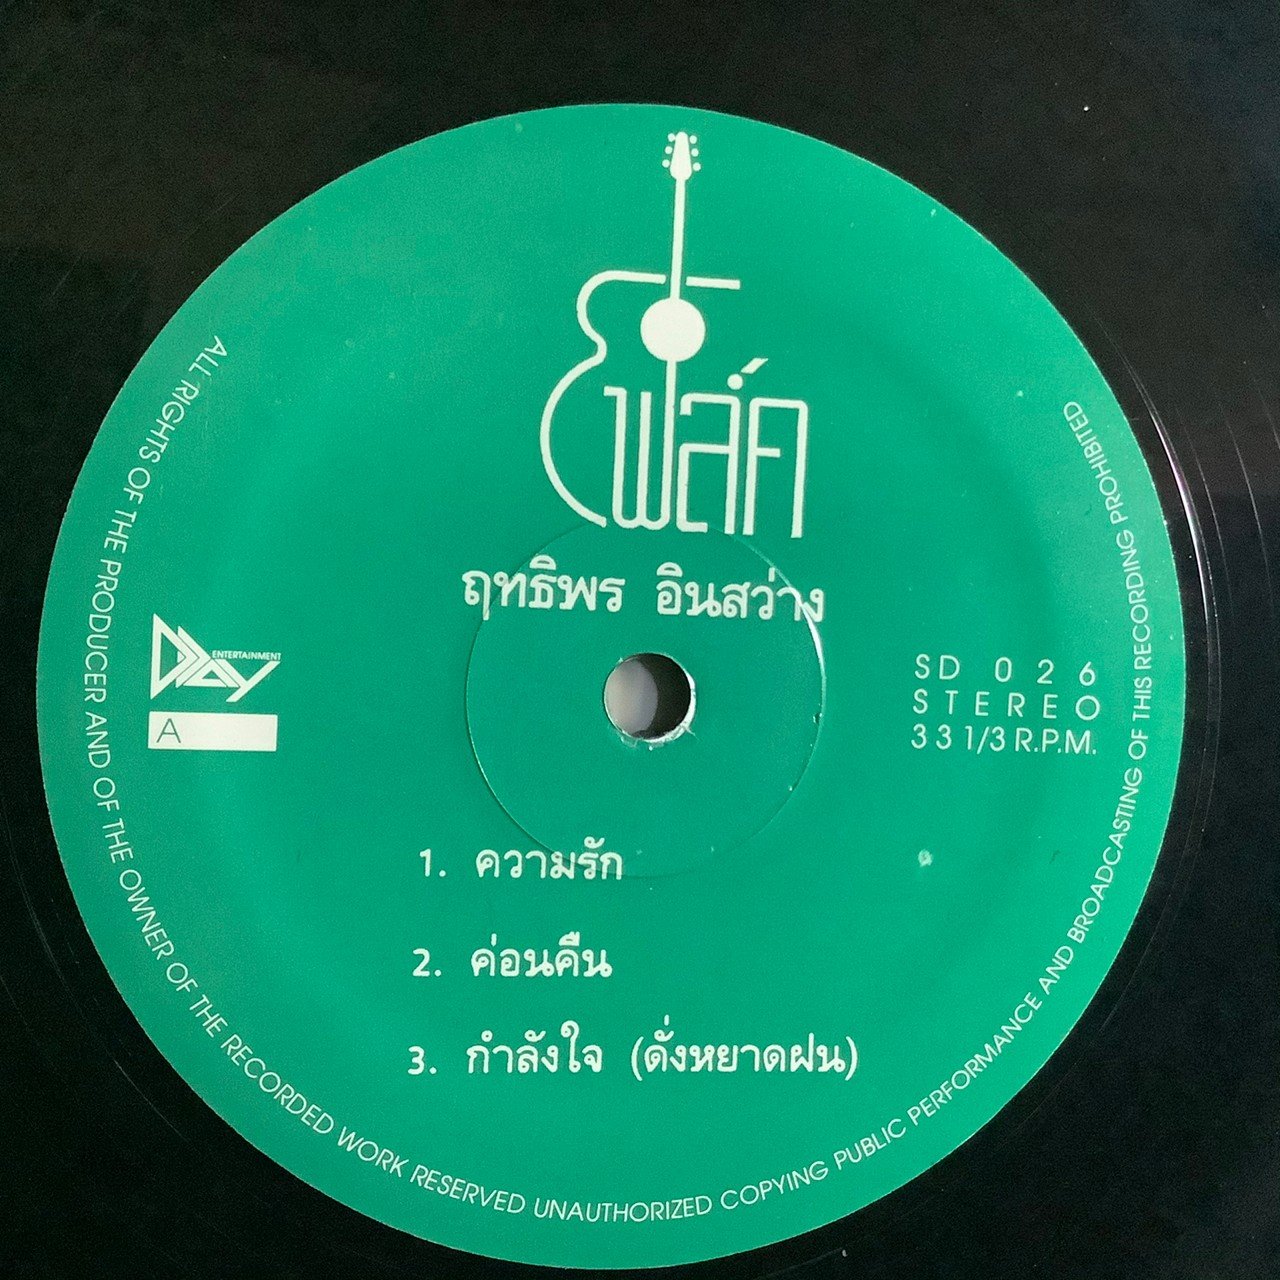 โฟล์ค
ฤทธิพร อินสว่าง
DAY ENTERTAINMENT
A
SD 026
STEREO
33 1/3 R.P.M.
1. ความรัก
2. ค่อนคืน
3. กำลังใจ (ดั่งหยาดฝน)
ALL RIGHTS OF THE PRODUCER AND OF THE OWNER OF THE RECORDED WORK RESERVED UNAUTHORIZED COPYING PUBLIC PERFORMANCE AND BROADCASTING OF THIS RECORDING PROHIBITED